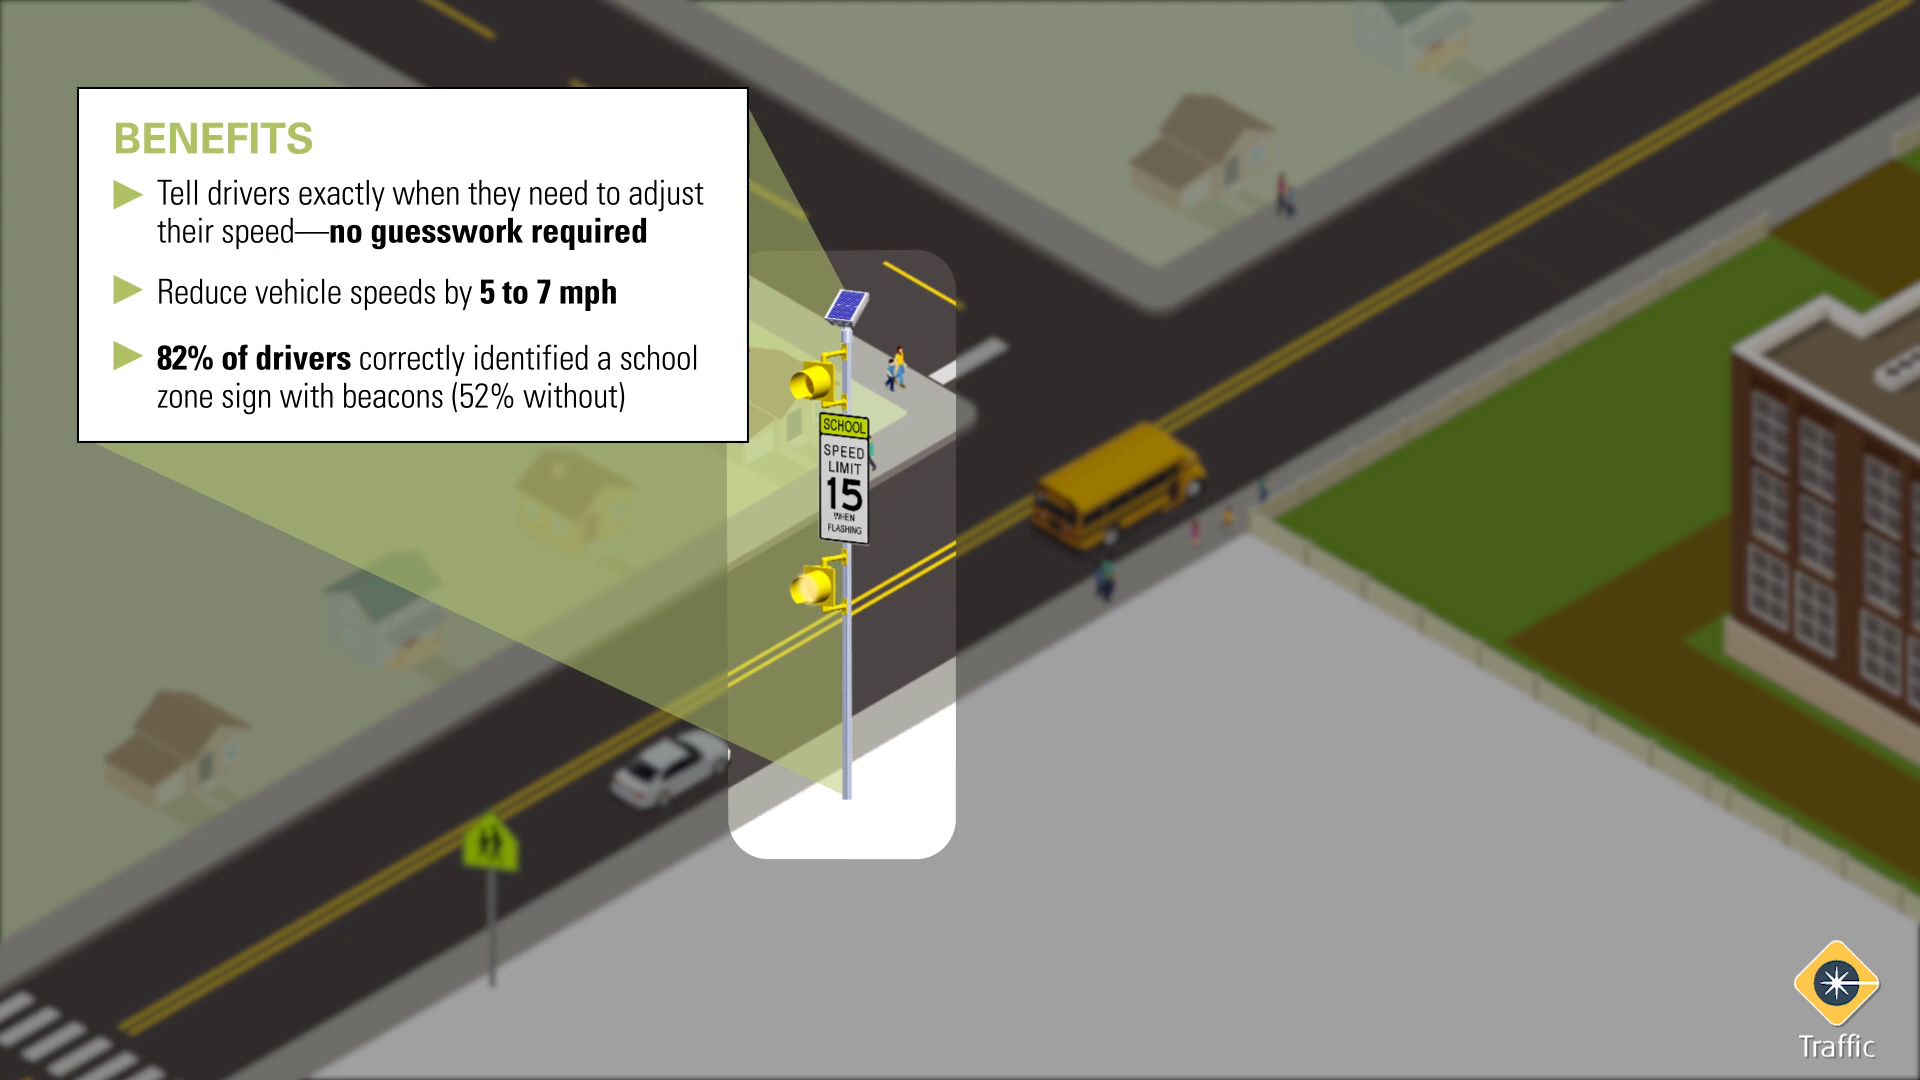 BENEFITS
Tell drivers exactly when they need to adjust
their speed—no guesswork required
Reduce vehicle speeds by 5 to 7 mph
82% of drivers correctly identified a school
zone sign with beacons (52% without)
SCHOOL
SPEED
LIMIT
15
WHEN
FLASHING
Traffic